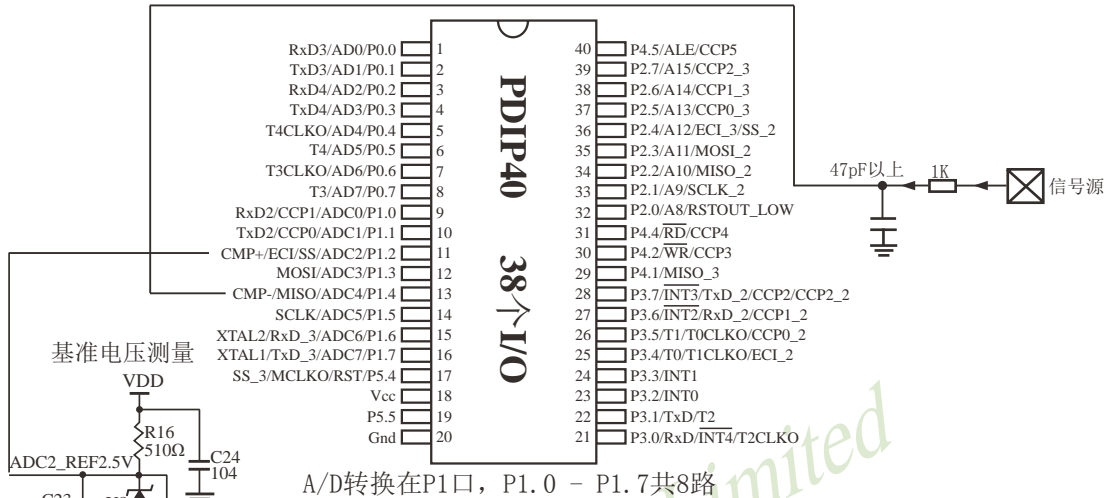 RxD3/AD0/P0.0 1
TxD3/AD1/P0.1 2
RxD4/AD2/P0.2 3
TxD4/AD3/P0.3 4
T4CLKO/AD4/P0.4 5
T4/AD5/P0.5 6
T3CLKO/AD6/P0.6 7
T3/AD7/P0.7 8
RxD2/CCP1/ADC0/P1.0 9
TxD2/CCP0/ADC1/P1.1 10
CMP+/ECI/SS/ADC2/P1.2 11
MOSI/ADC3/P1.3 12
CMP-/MISO/ADC4/P1.4 13
SCLK/ADC5/P1.5 14
XTAL2/RxD_3/ADC6/P1.6 15
XTAL1/TxD_3/ADC7/P1.7 16
SS_3/MCLKO/RST/P5.4 17
Vcc 18
P5.5 19
Gnd 20
PDIP40 38个I/O
40 P4.5/ALE/CCP5
39 P2.7/A15/CCP2_3
38 P2.6/A14/CCP1_3
37 P2.5/A13/CCP0_3
36 P2.4/A12/ECI_3/SS_2
35 P2.3/A11/MOSI_2
34 P2.2/A10/MISO_2
33 P2.1/A9/SCLK_2
32 P2.0/A8/RSTOUT_LOW
31 P4.4/RD/CCP4
30 P4.2/WR/CCP3
29 P4.1/MISO_3
28 P3.7/INT3/TxD_2/CCP2/CCP2_2
27 P3.6/INT2/RxD_2/CCP1_2
26 P3.5/T1/T0CLKO/CCP0_2
25 P3.4/T0/T1CLKO/ECI_2
24 P3.3/INT1
23 P3.2/INT0
22 P3.1/TxD/T2
21 P3.0/RxD/INT4/T2CLKO
47pF以上
1K
信号源
基准电压测量
VDD
R16
510Ω
C24
104
ADC2_REF2.5V
A/D转换在P1口, P1.0 - P1.7共8路
imited